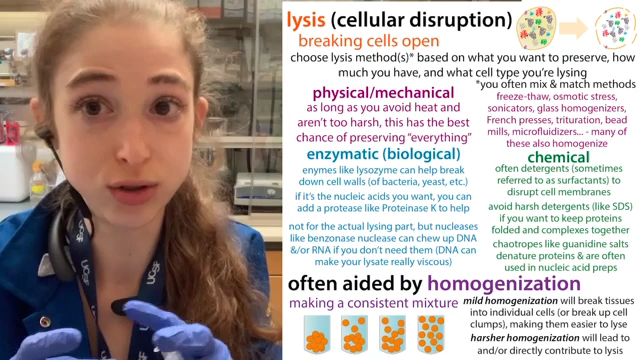 lysis (cellular disruption)
breaking cells open
choose lysis method(s)* based on what you want to preserve, how
much you have, and what cell type you're lysing
*you often mix & match methods
physical/mechanical
as long as you avoid heat and
aren't too harsh, this has the best
chance of preserving "everything"
freeze-thaw, osmotic stress,
sonicators, glass homogenizers,
French presses, trituration, bead
mills, microfluidizers... - many of
these also homogenize
enzymatic (biological)
enymes like lysozyme can help break
down cell walls (of bacteria, yeast, etc.)
if it's the nucleic acids you want, you can
add a protease like Proteinase K to help
not for the actual lysing part, but nucleases
like benzonase nuclease can chew up DNA
&/or RNA if you don't need them (DNA can
make your lysate really viscous)
chemical
often detergents (sometimes
referred to as surfactants) to
disrupt cell membranes
avoid harsh detergents (like SDS)
if you want to keep proteins
folded and complexes together
chaotropes like guanidine salts
denature proteins & are often
used in nucleic acid preps
often aided by homogenization
making a consistent mixture
mild homogenization will break tissues
into individual cells (or break up cell
clumps), making them easier to lyse
harsher homogenization will lead to
and/or directly contribute to lysis
UCSF
UCSF